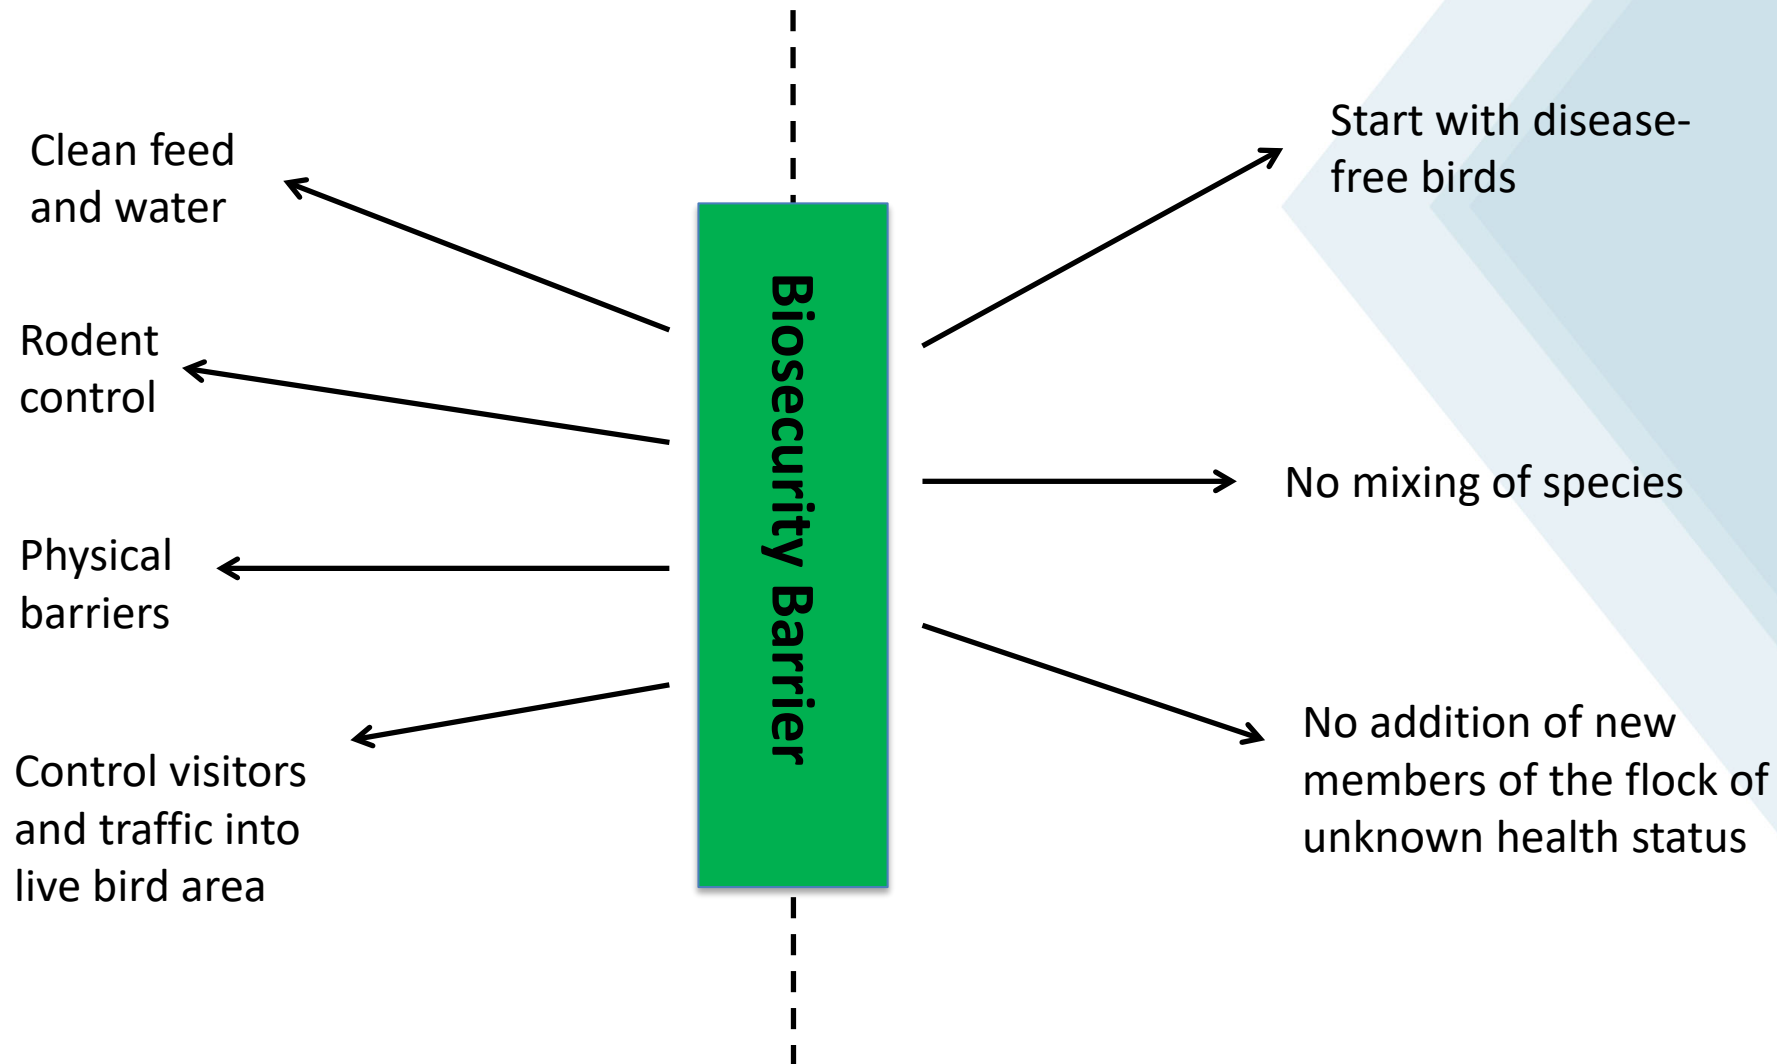 Clean feed
and water
Rodent
control
Physical
barriers
Control visitors
and traffic into
live bird area
Biosecurity Barrier
Start with disease-
free birds
No mixing of species
No addition of new
members of the flock of
unknown health status